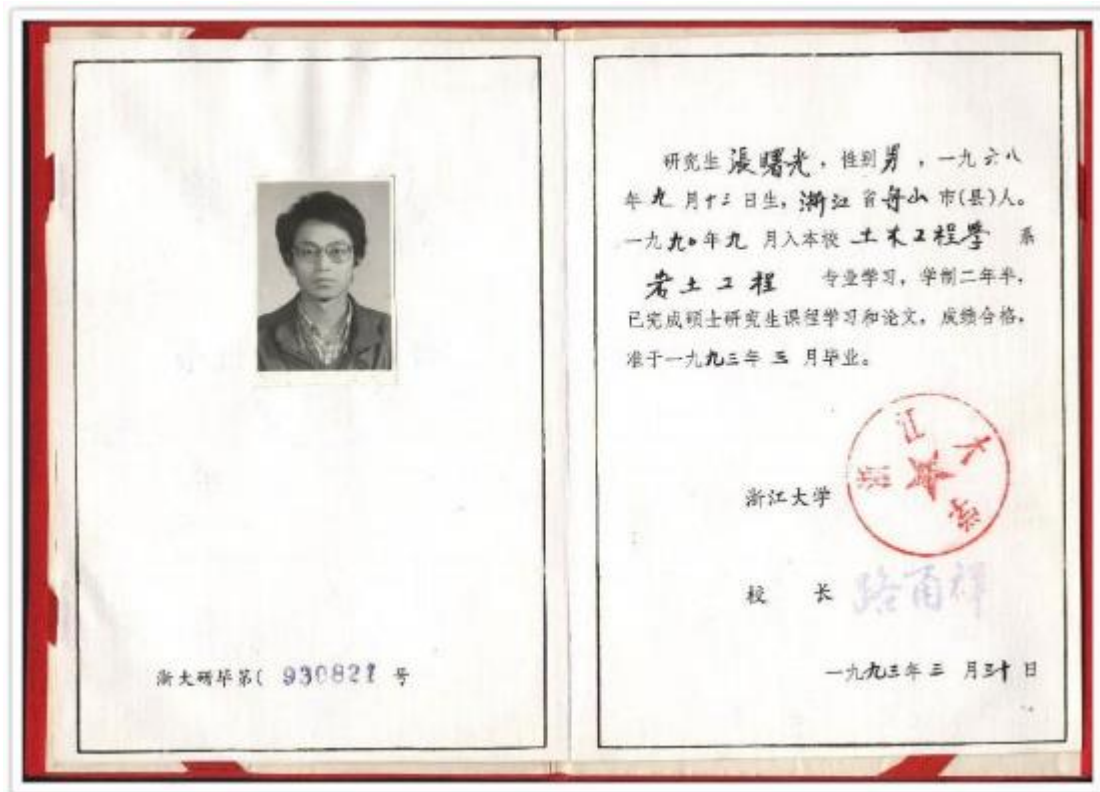 浙大研毕第( 930821 号
研究生張曙光，性别男，一九六八
年九月十三日生，浙江省舟山市(县)人。
一九九〇年九月入本校 土木工程學 系
岩土工程 专业学习，学制二年半，
已完成硕士研究生课程学习和论文，成绩合格，
准于一九九三年三月毕业。
浙江大学
浙江大学
校 长 路甬祥
一九九三年三月三十日